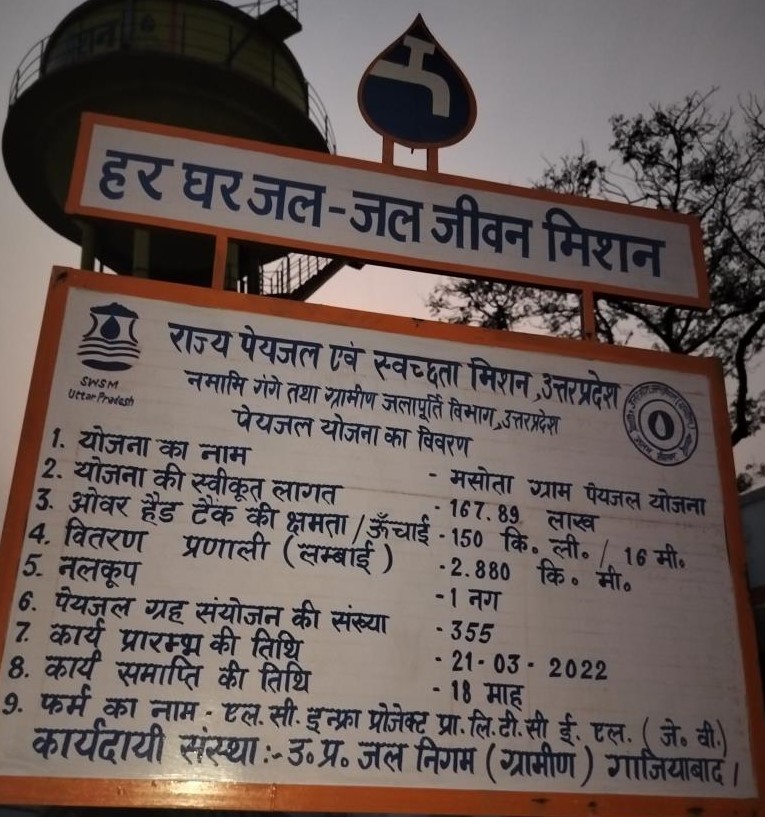 हर घर जल-जल जीवन मिशन
SWSM
Uttar Pradesh
राज्य पेयजल एवं स्वच्छता मिशन,उत्तरप्रदेश
नमामि गंगे तथा ग्रामीण जलापूर्ति विभाग,उत्तरप्रदेश
पेयजल योजना का विवरण
1. योजना का नाम - मसोता ग्राम पेयजल योजना
2. योजना की स्वीकृत लागत - 167.89 लाख
3. ओवर हैड टैंक की क्षमता/ऊँचाई - 150 कि० ली० / 16 मी०
4. वितरण प्रणाली (लम्बाई) - 2.880 कि० मी०
5. नलकूप - 1 नग
6. पेयजल ग्रह संयोजन की संख्या - 355
7. कार्य प्रारम्भ की तिथि - 21-03-2022
8. कार्य समाप्ति की तिथि - 18 माह
9. फर्म का नाम - एल.सी. इन्फ्रा प्रोजेक्ट प्रा.लि.टी.सी ई. एल. (जे० वी.)
कार्यदायी संस्था:- उ.प्र. जल निगम (ग्रामीण) गाजियाबाद।